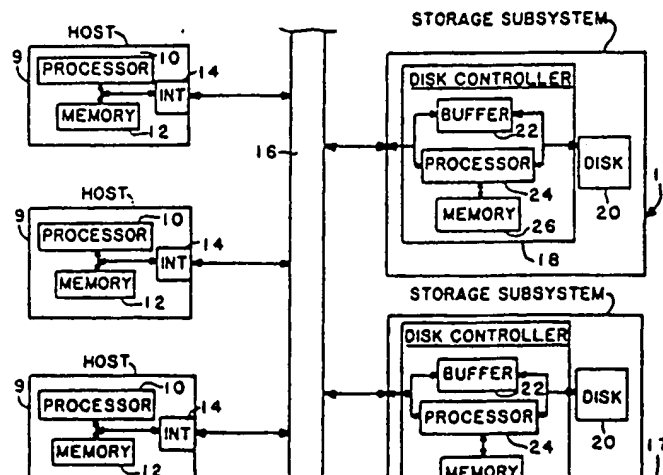 HOST
9
PROCESSOR
10
14
INT
MEMORY
12
HOST
9
PROCESSOR
10
14
INT
MEMORY
12
HOST
9
PROCESSOR
10
14
INT
MEMORY
12
16
STORAGE SUBSYSTEM
DISK CONTROLLER
BUFFER
22
PROCESSOR
24
MEMORY
26
18
DISK
20
1
STORAGE SUBSYSTEM
DISK CONTROLLER
BUFFER
22
PROCESSOR
24
MEMORY
DISK
20
17